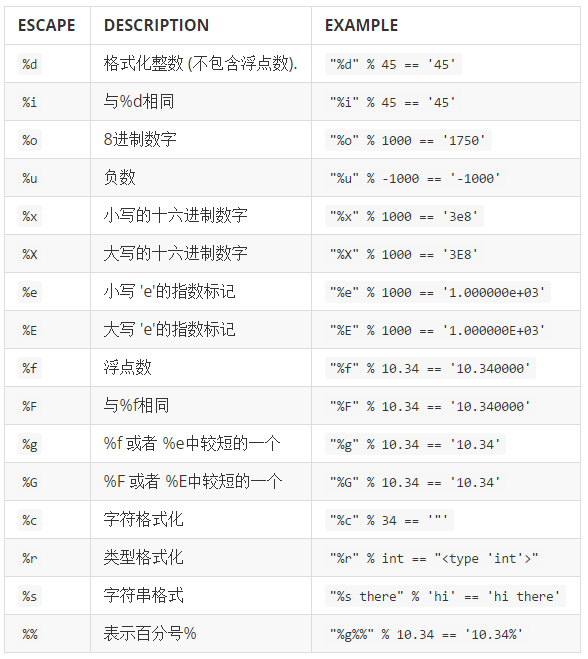 ESCAPE DESCRIPTION EXAMPLE
%d 格式化整数 (不包含浮点数). "%d" % 45 == '45'
%i 与%d相同 "%i" % 45 == '45'
%o 8进制数字 "%o" % 1000 == '1750'
%u 负数 "%u" % -1000 == '-1000'
%x 小写的十六进制数字 "%x" % 1000 == '3e8'
%X 大写的十六进制数字 "%X" % 1000 == '3E8'
%e 小写 'e'的指数标记 "%e" % 1000 == '1.000000e+03'
%E 大写 'e'的指数标记 "%E" % 1000 == '1.000000E+03'
%f 浮点数 "%f" % 10.34 == '10.340000'
%F 与%f相同 "%F" % 10.34 == '10.340000'
%g %f 或者 %e中较短的一个 "%g" % 10.34 == '10.34'
%G %F 或者 %E中较短的一个 "%G" % 10.34 == '10.34'
%c 字符格式化 "%c" % 34 == '"'
%r 类型格式化 "%r" % int == "<type 'int'>"
%s 字符串格式 "%s there" % 'hi' == 'hi there'
%% 表示百分号% "%g%%" % 10.34 == '10.34%'